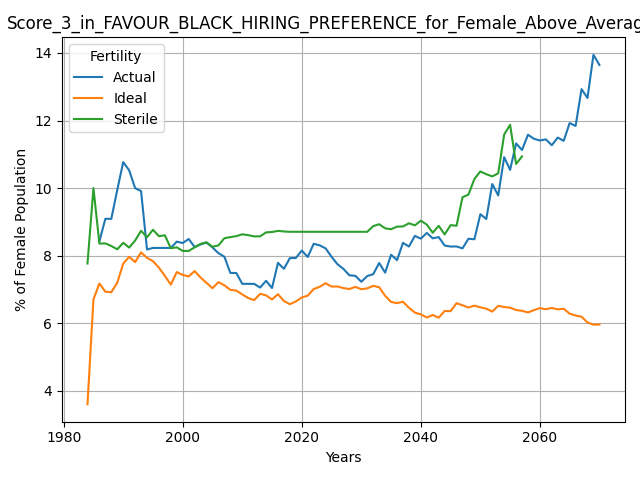 Score_3_in_FAVOUR_BLACK_HIRING_PREFERENCE_for_Female_Above_Averag
Fertility
Actual
Ideal
Sterile
% of Female Population
14
12
10
8
6
4
1980
2000
2020
2040
2060
Years